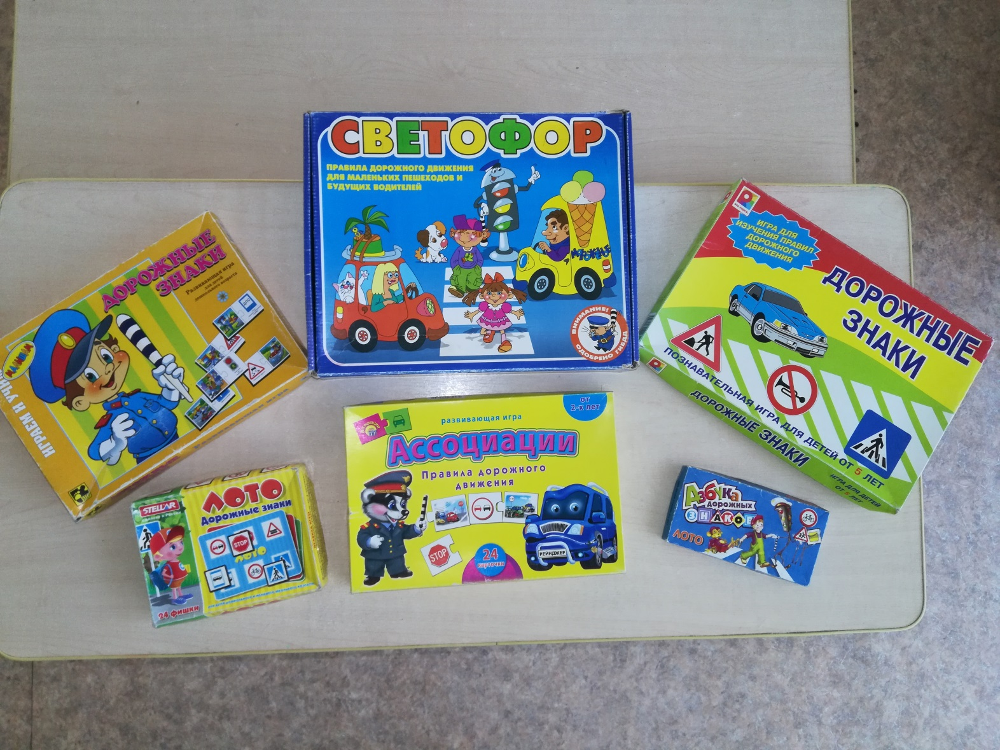 СВЕТОФОР
ПРАВИЛА ДОРОЖНОГО ДВИЖЕНИЯ
ДЛЯ МАЛЕНЬКИХ ПЕШЕХОДОВ И
БУДУЩИХ ВОДИТЕЛЕЙ
МОРОЖЕНОЕ
ВНИМАНИЕ!
ОДОБРЕНО ГИБДД
ДОРОЖНЫЕ
ЗНАКИ
Развивающая игра
для детей
дошкольного возраста
ИГРАЕМ И
ИГРА ДЛЯ
ИЗУЧЕНИЯ ПРАВИЛ
ДОРОЖНОГО
ДВИЖЕНИЯ
ДОРОЖНЫЕ
ЗНАКИ
ПОЗНАВАТЕЛЬНАЯ ИГРА ДЛЯ ДЕТЕЙ ОТ 5 ЛЕТ
ДОРОЖНЫЕ ЗНАКИ
ИГРА ДЛЯ ДЕТЕЙ
ОТ 5 ЛЕТ
от
2-х лет
развивающая игра
Ассоциации
Правила дорожного
движения
STOP
24
карточки
РЕЙНДЖЕР
STELLAR
ЛОТО
Дорожные знаки
STOP
ЛОТО
24 фишки
Азбука
дорожных
ЗНАКОВ
ЛОТО